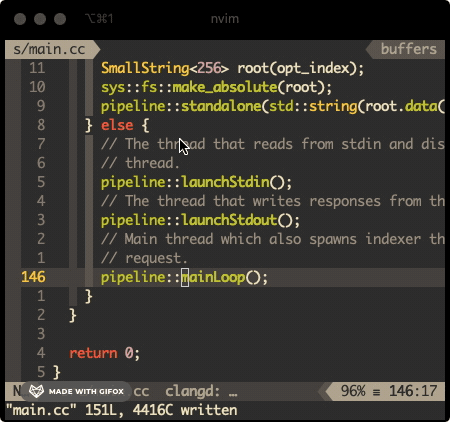 ⌥⌘1 nvim
s/main.cc buffers
11 SmallString<256> root(opt_index);
10 sys::fs::make_absolute(root);
9 pipeline::standalone(std::string(root.data(
8 } else {
7 // The thread that reads from stdin and dis
6 // thread.
5 pipeline::launchStdin();
4 // The thread that writes responses from th
3 pipeline::launchStdout();
2 // Main thread which also spawns indexer th
1 // request.
146 pipeline::mainLoop();
1 }
2 }
3
4 return 0;
5 }
N MADE WITH GIFOX cc clangd: … 96% ≡ 146:17
"main.cc" 151L, 4416C written